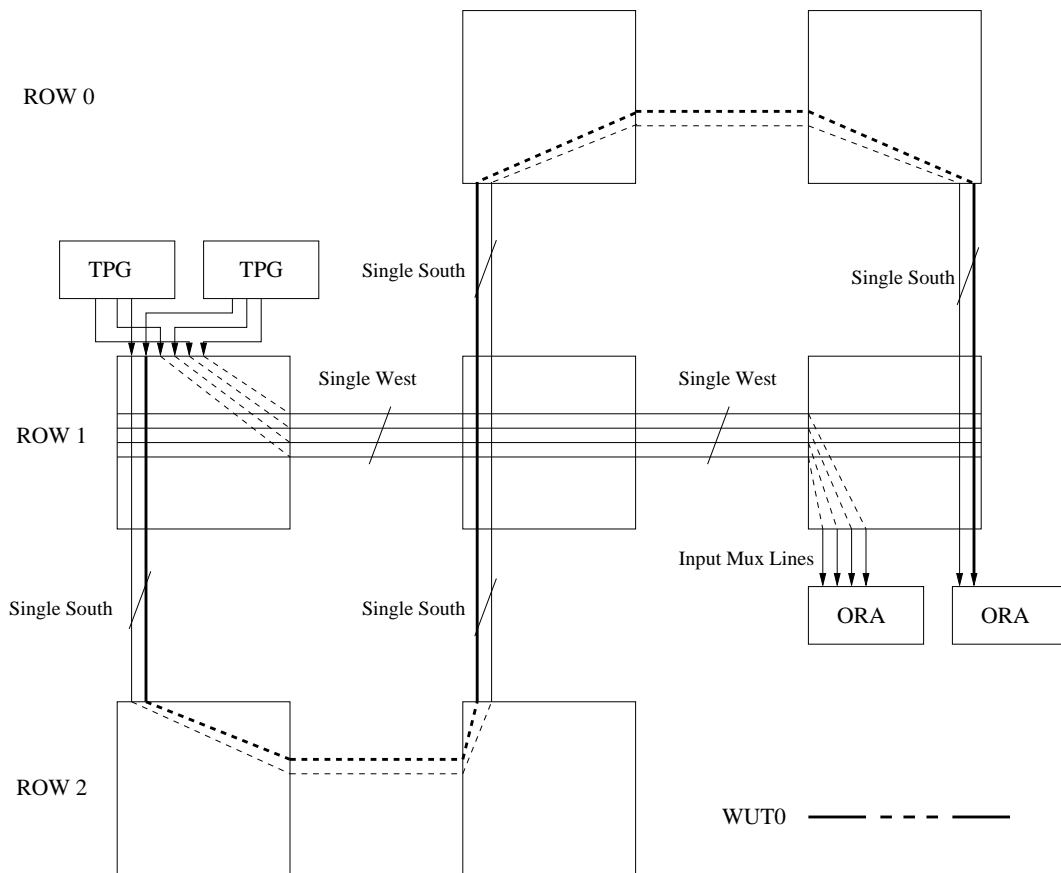 ROW 0
TPG
TPG
Single South
Single South
Single West
Single West
ROW 1
Input Mux Lines
Single South
Single South
ORA
ORA
ROW 2
WUT0